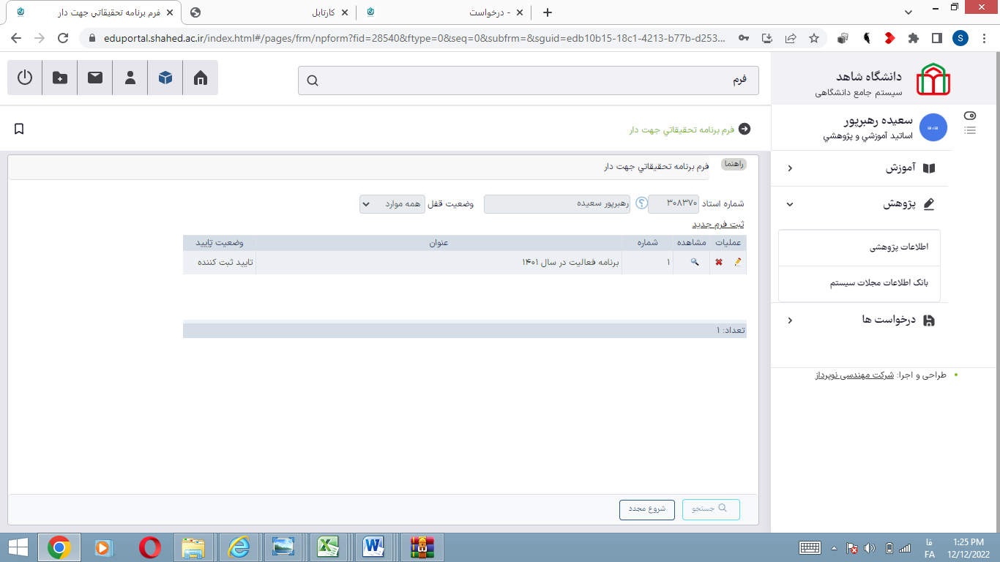 فرم برنامه تحقيقاتي جهت دار
كارتابل
- درخواست
eduportal.shahed.ac.ir/index.html#/pages/frm/npform?fid=28540&ftype=0&seq=0&subfrm=&sguid=edb10b15-18c1-4213-b77b-d253...
S
دانشگاه شاهد
سیستم جامع دانشگاهی
فرم
سعیده رهبرپور
اساتيد آموزشي و پژوهشي
فرم برنامه تحقيقاتي جهت دار
آموزش
پژوهش
اطلاعات پژوهشی
بانک اطلاعات مجلات سیستم
درخواست ها
طراحی و اجرا: شرکت مهندسی نوپرداز
راهنما
فرم برنامه تحقيقاتي جهت دار
شماره استاد ۳۰۸۳۷۰ رهبرپور سعیده وضعیت قفل همه موارد
ثبت فرم جدید
عملیات مشاهده شماره عنوان وضعیت تایید
۱ برنامه فعالیت در سال ۱۴۰۱ تایید ثبت کننده
تعداد: ۱
جستجو
شروع مجدد
فا
FA
1:25 PM
12/12/2022